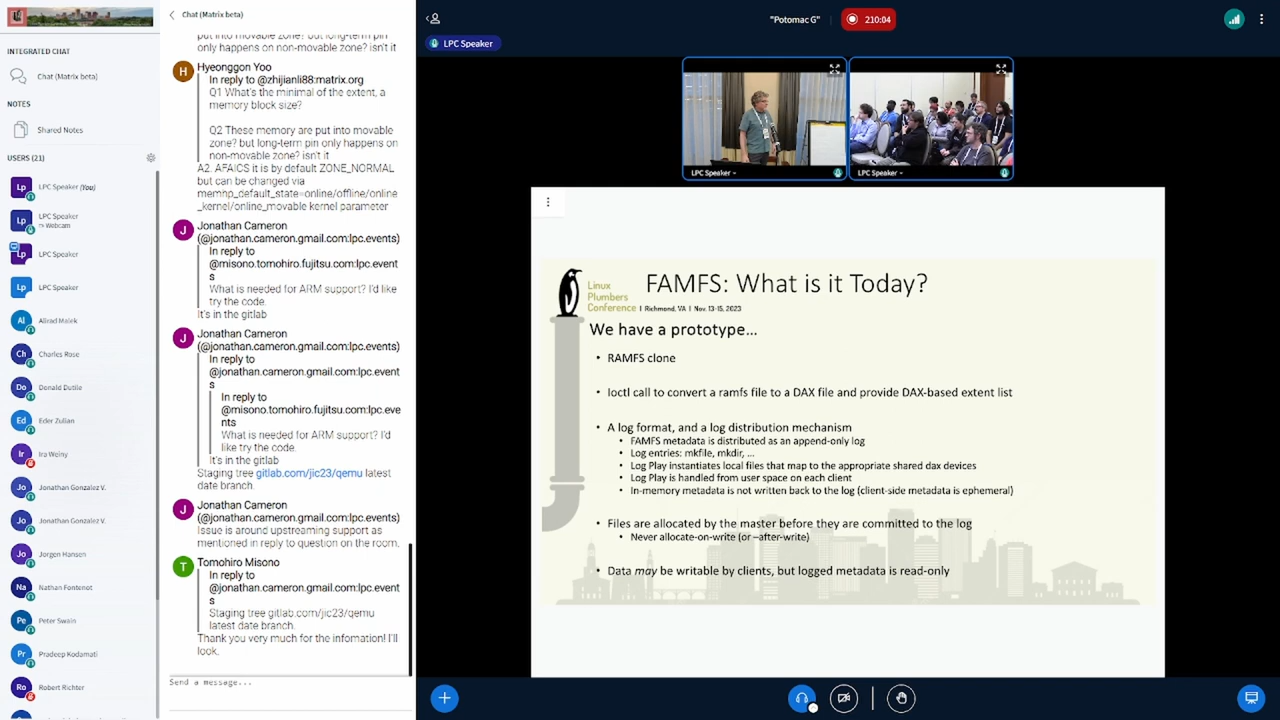 INTEGRATED CHAT
Chat (Matrix beta)
NOTES
Shared Notes
USERS (21)
Lp LPC Speaker (You)
Lp LPC Speaker
Webcam
Lp LPC Speaker
Lp LPC Speaker
Al Alirad Malek
Ch Charles Rose
Do Donald Dutile
Ed Eder Zulian
Ir Ira Weiny
Jo Jonathan Gonzalez V.
Jo Jonathan Gonzalez V.
Jo Jorgen Hansen
Na Nathan Fontenot
Pe Peter Swain
Pr Pradeep Kodamati
Ro Robert Richter
Chat (Matrix beta)
put into movable zone? but long-term pin
only happens on non-movable zone? isn't it
H Hyeonggon Yoo
In reply to @zhijianli88:matrix.org
Q1 What's the minimal of the extent, a
memory block size?
Q2 These memory are put into movable
zone? but long-term pin only happens on
non-movable zone? isn't it
A2. AFAICS it is by default ZONE_NORMAL
but can be changed via
memhp_default_state=online/offline/online
_kernel/online_movable kernel parameter
J Jonathan Cameron
(@jonathan.cameron.gmail.com:lpc.events)
In reply to
@misono.tomohiro.fujitsu.com:lpc.event
s
What is needed for ARM support? I'd like
try the code.
It's in the gitlab
J Jonathan Cameron
(@jonathan.cameron.gmail.com:lpc.events)
In reply to
@jonathan.cameron.gmail.com:lpc.event
s
In reply to
@misono.tomohiro.fujitsu.com:lpc.eve
nts
What is needed for ARM support? I'd
like try the code.
It's in the gitlab
Staging tree gitlab.com/jic23/qemu latest
date branch.
J Jonathan Cameron
(@jonathan.cameron.gmail.com:lpc.events)
Issue is around upstreaming support as
mentioned in reply to question on the room.
T Tomohiro Misono
In reply to
@jonathan.cameron.gmail.com:lpc.event
s
Staging tree gitlab.com/jic23/qemu
latest date branch.
Thank you very much for the infomation! I'll
look.
Send a message...
"Potomac G"
210:04
LPC Speaker
LPC Speaker
LPC Speaker
Linux
Plumbers
Conference | Richmond, VA | Nov. 13-15, 2023
FAMFS: What is it Today?
We have a prototype…
• RAMFS clone
• Ioctl call to convert a ramfs file to a DAX file and provide DAX-based extent list
• A log format, and a log distribution mechanism
• FAMFS metadata is distributed as an append-only log
• Log entries: mkfile, mkdir, …
• Log Play instantiates local files that map to the appropriate shared dax devices
• Log Play is handled from user space on each client
• In-memory metadata is not written back to the log (client-side metadata is ephemeral)
• Files are allocated by the master before they are committed to the log
• Never allocate-on-write (or –after-write)
• Data may be writable by clients, but logged metadata is read-only